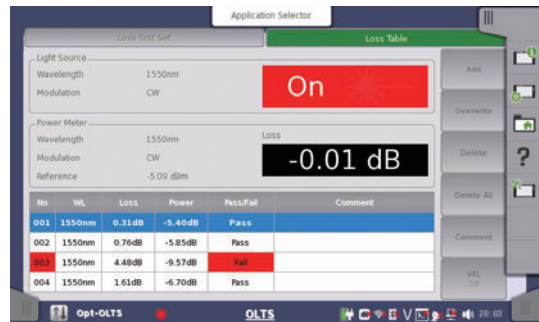 Application Selector
Loss Test Set
Loss Table
Light Source
Wavelength 1550nm
Modulation CW
On
Power Meter
Wavelength 1550nm
Modulation CW
Reference -5.09 dBm
Loss
-0.01 dB
Add
Overwrite
Delete
Delete All
Comment
VFL
Off
No WL Loss Power Pass/Fail Comment
001 1550nm 0.31dB -5.40dB Pass
002 1550nm 0.76dB -5.85dB Pass
003 1550nm 4.48dB -9.57dB Fail
004 1550nm 1.61dB -6.70dB Pass
?
Opt-OLTS
OLTS
20:03